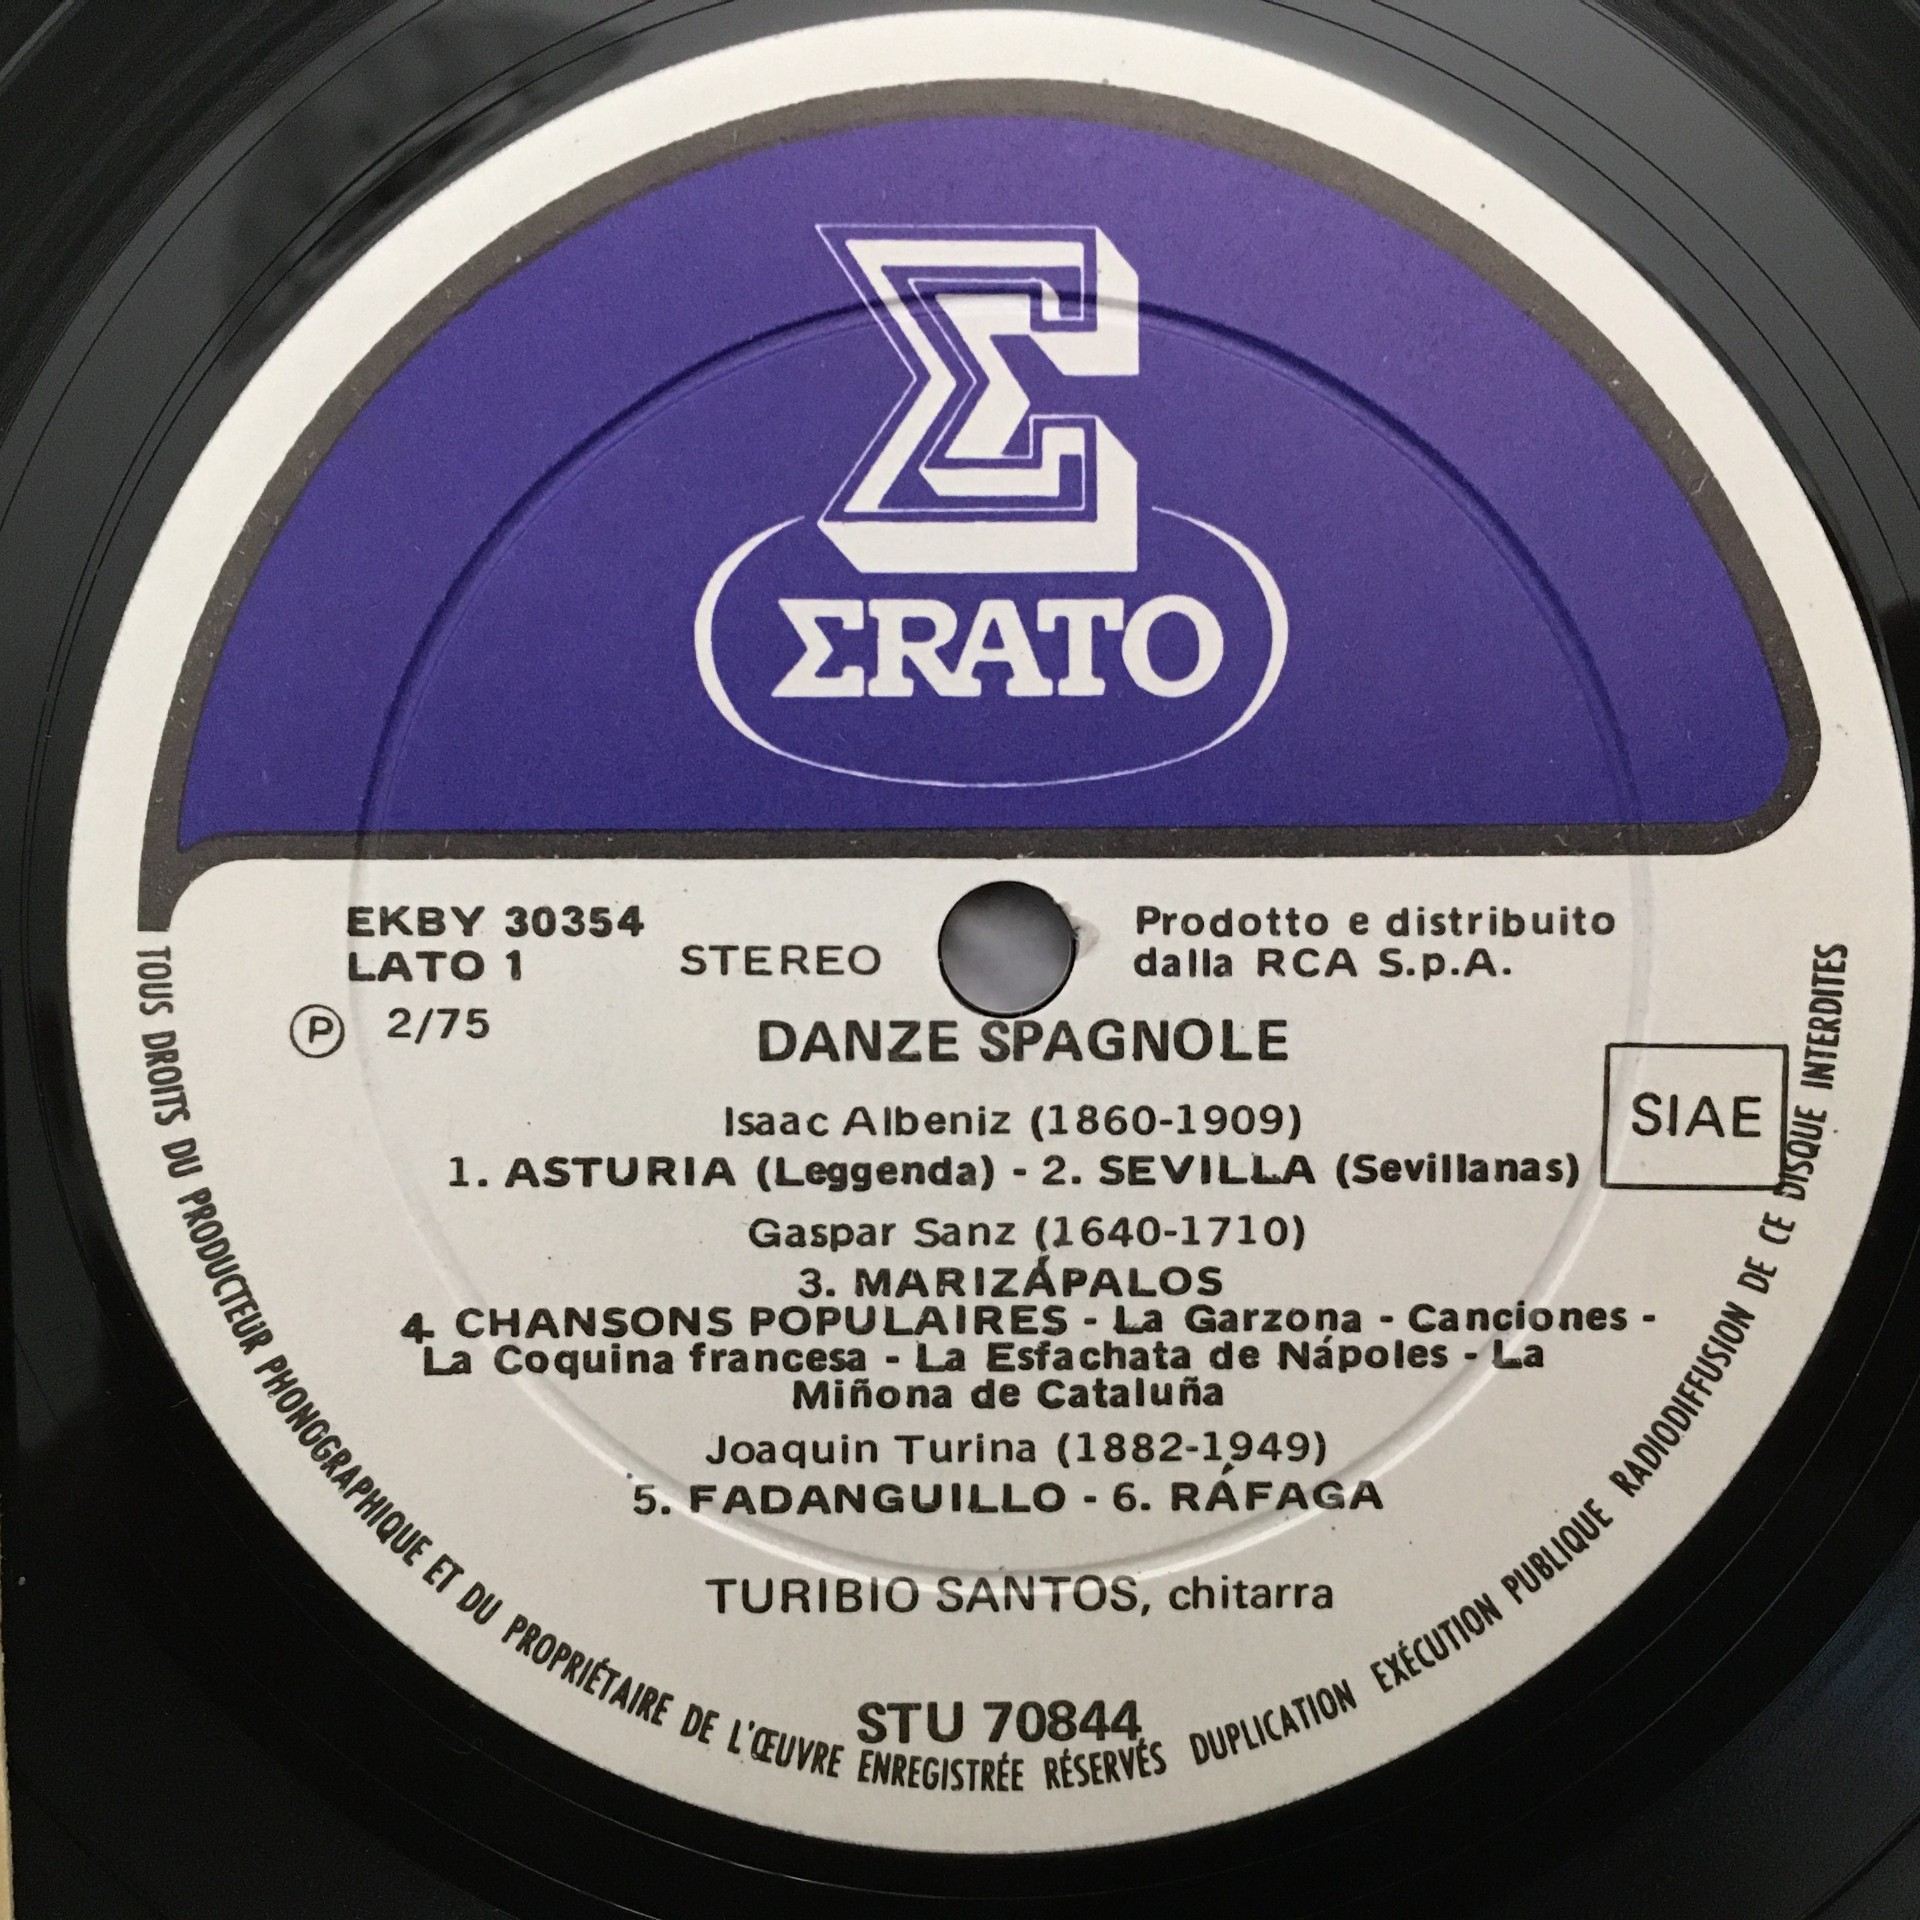 Σ
ΣRATO
EKBY 30354
LATO 1
STEREO
Prodotto e distribuito
dalla RCA S.p.A.
Ⓟ 2/75
DANZE SPAGNOLE
SIAE
Isaac Albeniz (1860-1909)
1. ASTURIA (Leggenda) - 2. SEVILLA (Sevillanas)
Gaspar Sanz (1640-1710)
3. MARIZÁPALOS
4. CHANSONS POPULAIRES - La Garzona - Canciones -
La Coquina francesa - La Esfachata de Nápoles - La
Miñona de Cataluña
Joaquin Turina (1882-1949)
5. FADANGUILLO - 6. RÁFAGA
TURIBIO SANTOS, chitarra
STU 70844
TOUS DROITS DU PRODUCTEUR PHONOGRAPHIQUE ET DU PROPRIÉTAIRE DE L'ŒUVRE ENREGISTRÉE RÉSERVÉS DUPLICATION EXÉCUTION PUBLIQUE RADIODIFFUSION DE CE DISQUE INTERDITES